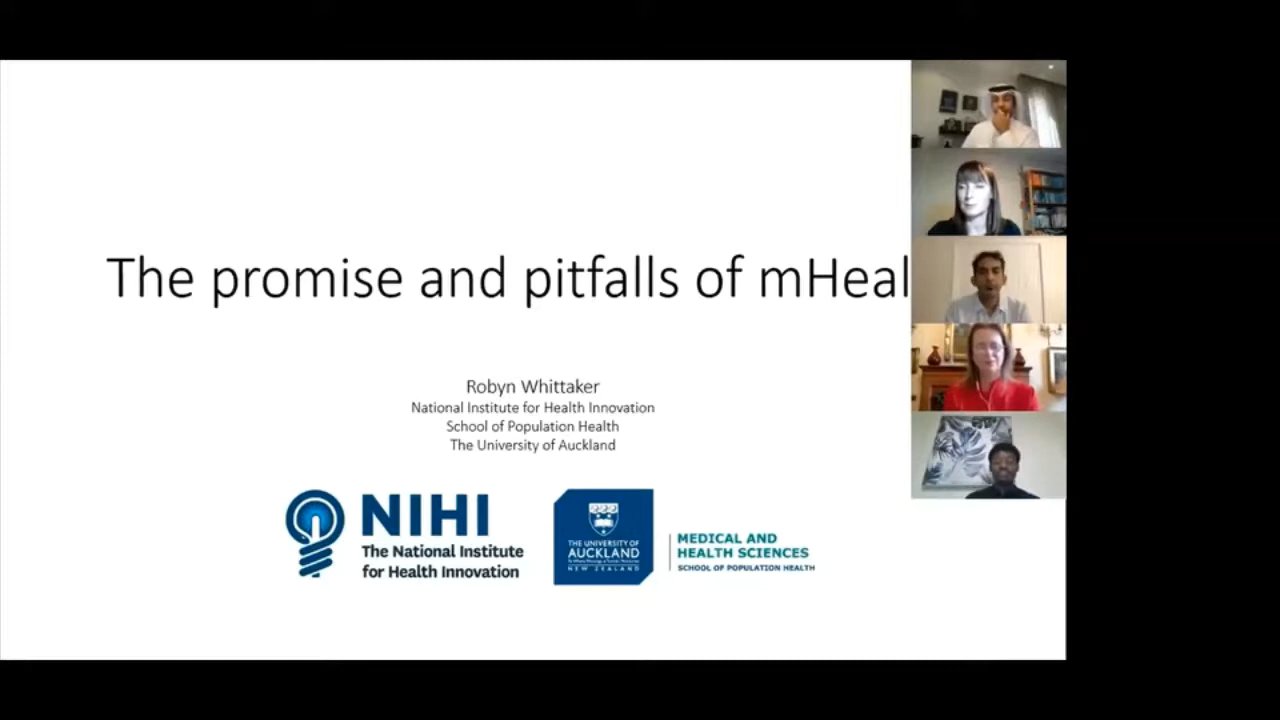 The promise and pitfalls of mHeal
Robyn Whittaker
National Institute for Health Innovation
School of Population Health
The University of Auckland
NIHI
The National Institute
for Health Innovation
THE UNIVERSITY OF
AUCKLAND
NEW ZEALAND
MEDICAL AND
HEALTH SCIENCES
SCHOOL OF POPULATION HEALTH